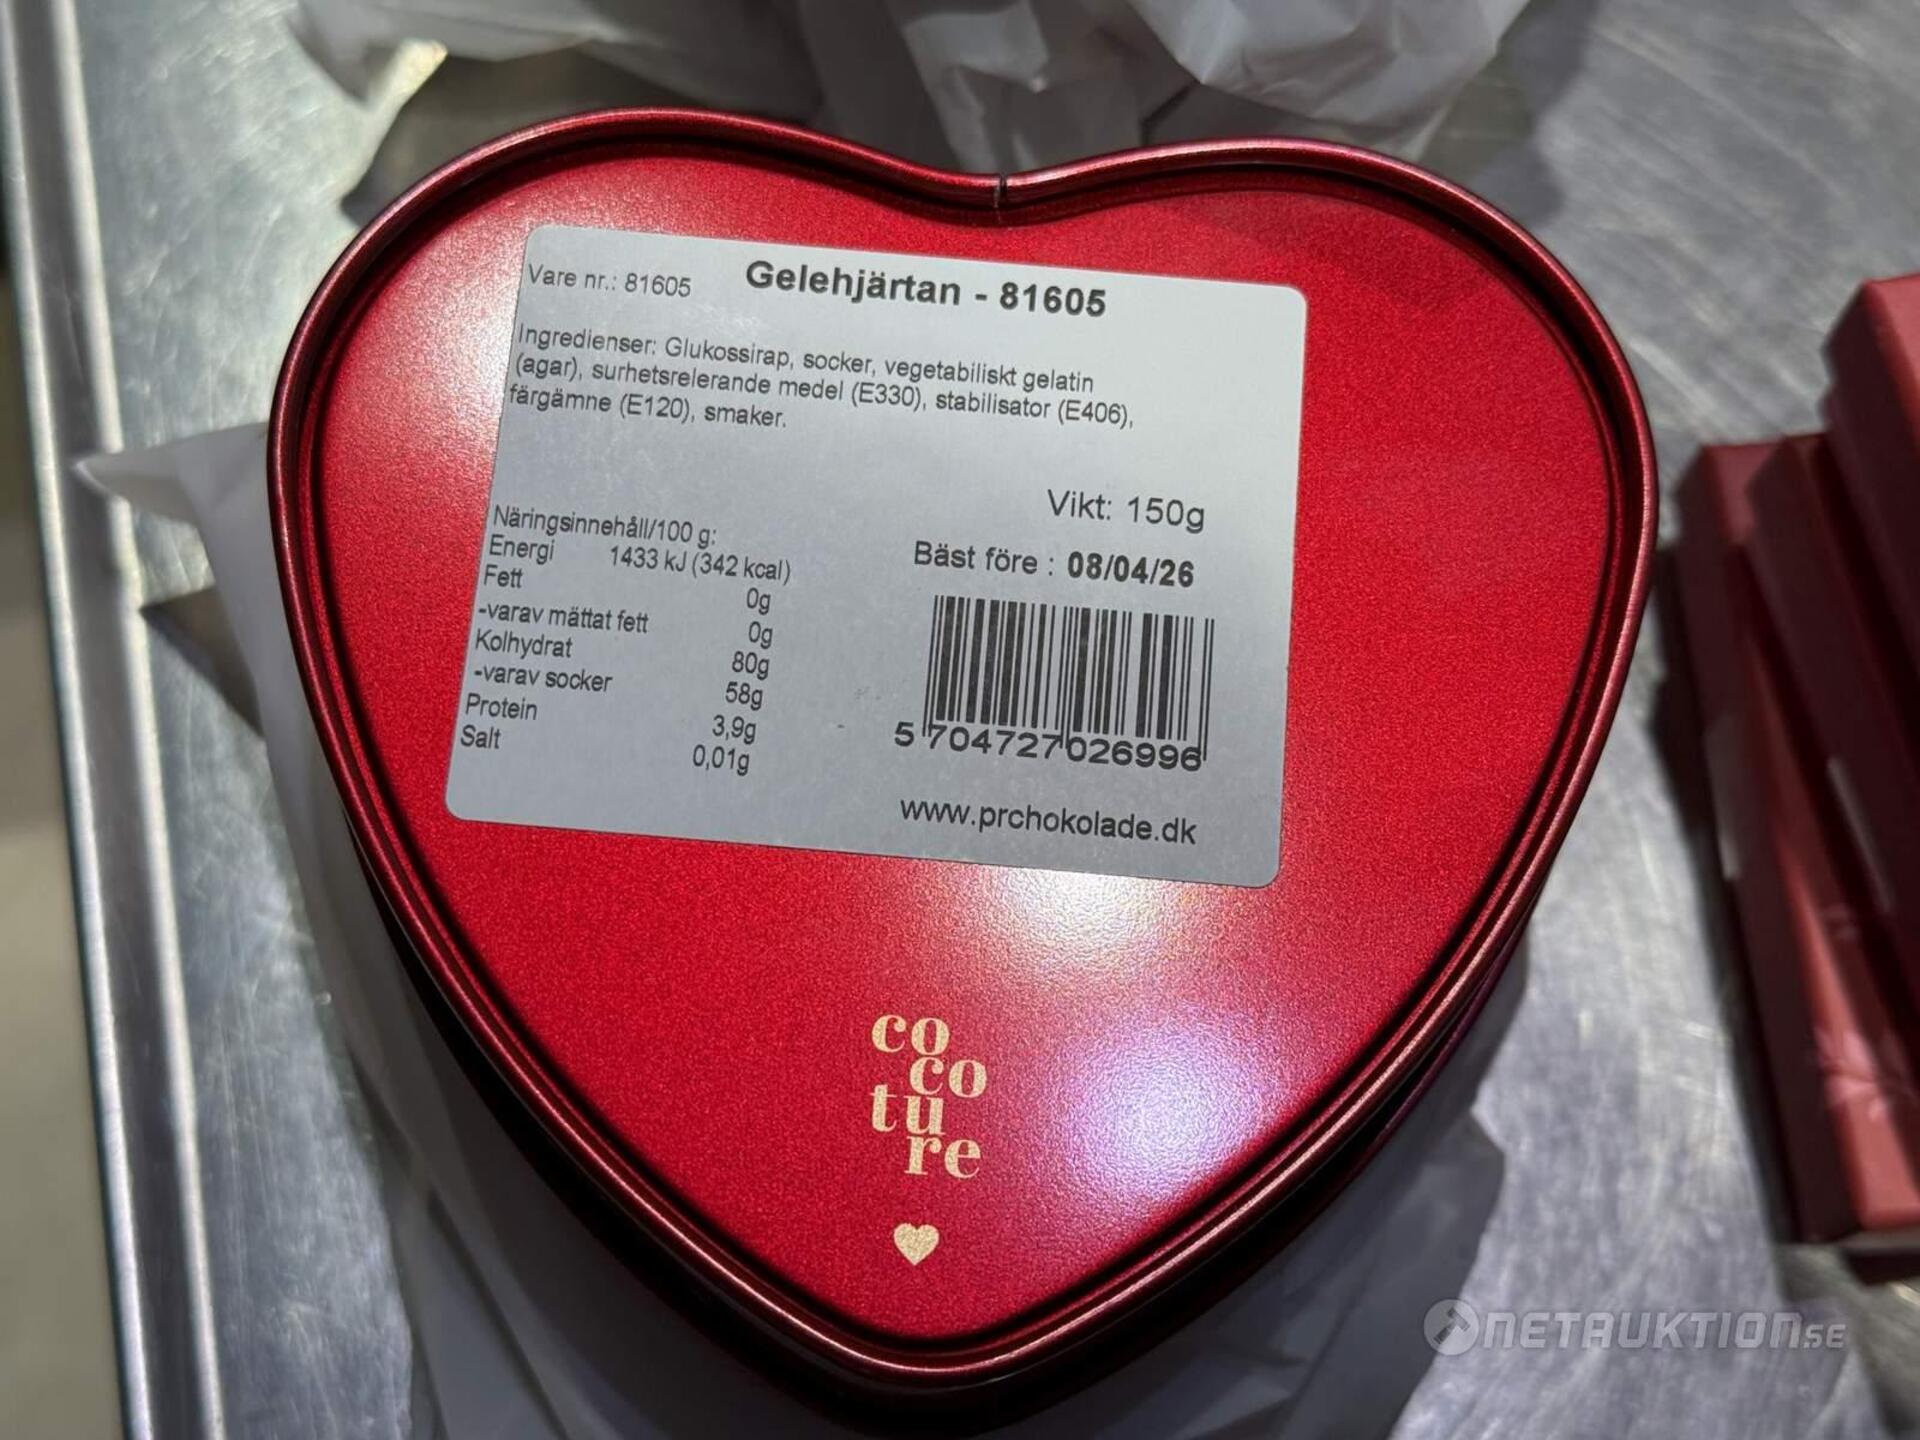 Vare nr.: 81605
Gelehjärtan - 81605
Ingredienser: Glukossirap, socker, vegetabiliskt gelatin
(agar), surhetsrelerande medel (E330), stabilisator (E406),
färgämne (E120), smaker.
Vikt: 150g
Bäst före : 08/04/26
Näringsinnehåll/100 g:
Energi 1433 kJ (342 kcal)
Fett 0g
-varav mättat fett 0g
Kolhydrat 80g
-varav socker 58g
Protein 3,9g
Salt 0,01g
5 704727 026996
www.prchokolade.dk
co
co
tu
re
NETAUKTION.SE